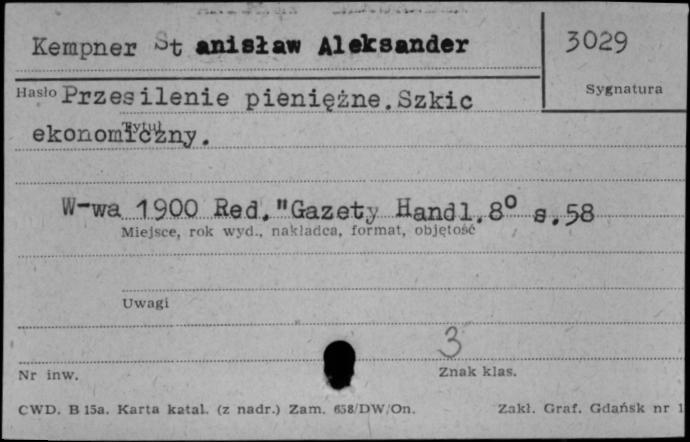 Kempner St anisław Aleksander
3029
Hasło Przesilenie pieniężne.Szkic
Sygnatura
ekonomiczny.
Tytuł
W-wa 1900 Red."Gazety Handl.8° s.58
Miejsce, rok wyd., nakładca, format, objętość
Uwagi
3
Nr inw.
Znak klas.
CWD. B 15a. Karta katal. (z nadr.) Zam. 658/DW/On.
Zakł. Graf. Gdańsk nr 1